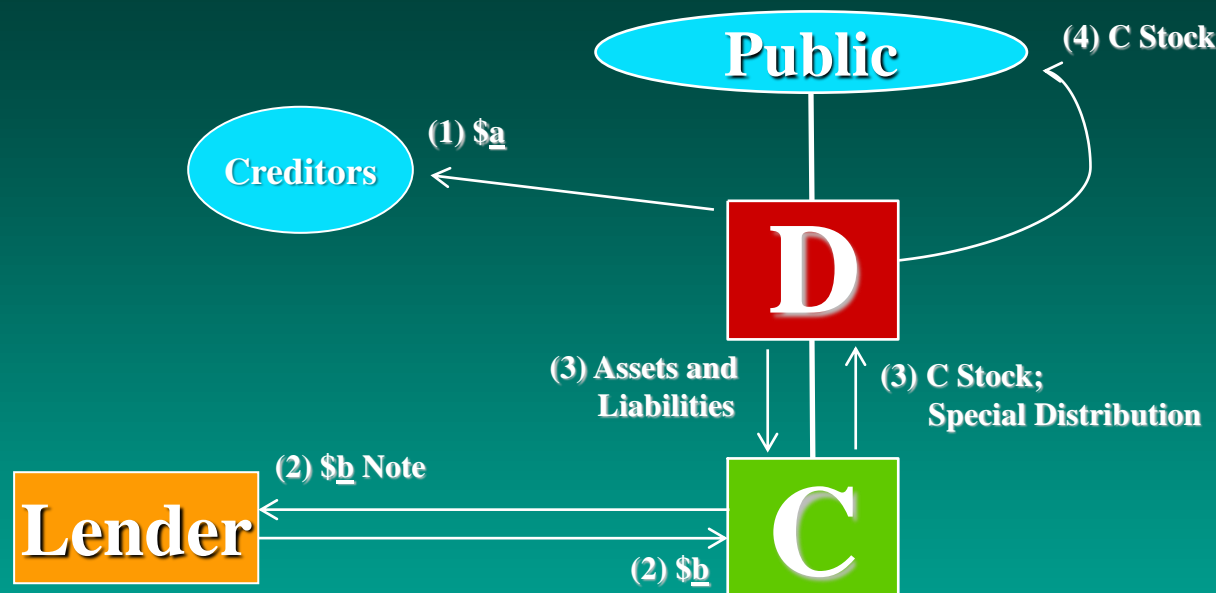 Public
(4) C Stock
(1) $a
Creditors
D
(3) Assets and
Liabilities
(3) C Stock;
Special Distribution
(2) $b Note
Lender
C
(2) $b